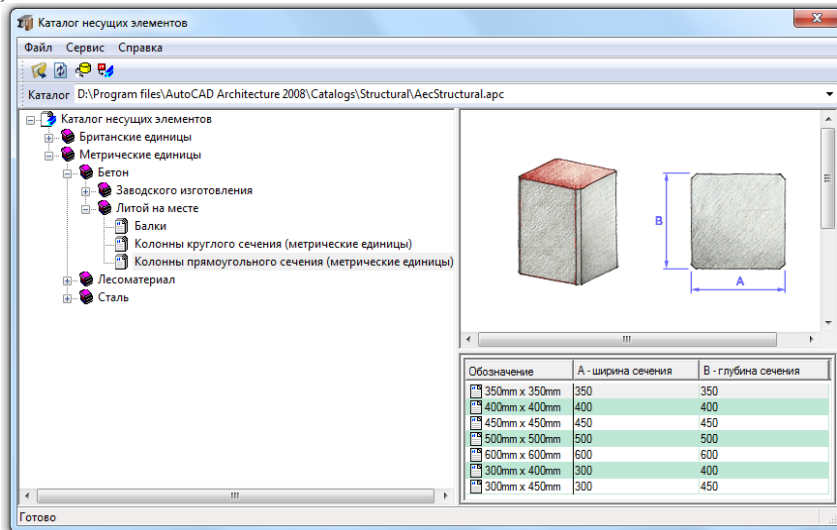 Каталог несущих элементов
Файл Сервис Справка
Каталог D:\Program files\AutoCAD Architecture 2008\Catalogs\Structural\AecStructural.apc
Каталог несущих элементов
Британские единицы
Метрические единицы
Бетон
Заводского изготовления
Литой на месте
Балки
Колонны круглого сечения (метрические единицы)
Колонны прямоугольного сечения (метрические единицы)
Лесоматериал
Сталь
B
A
Обозначение A - ширина сечения B - глубина сечения
350mm x 350mm 350 350
400mm x 400mm 400 400
450mm x 450mm 450 450
500mm x 500mm 500 500
600mm x 600mm 600 600
300mm x 400mm 300 400
300mm x 450mm 300 450
Готово